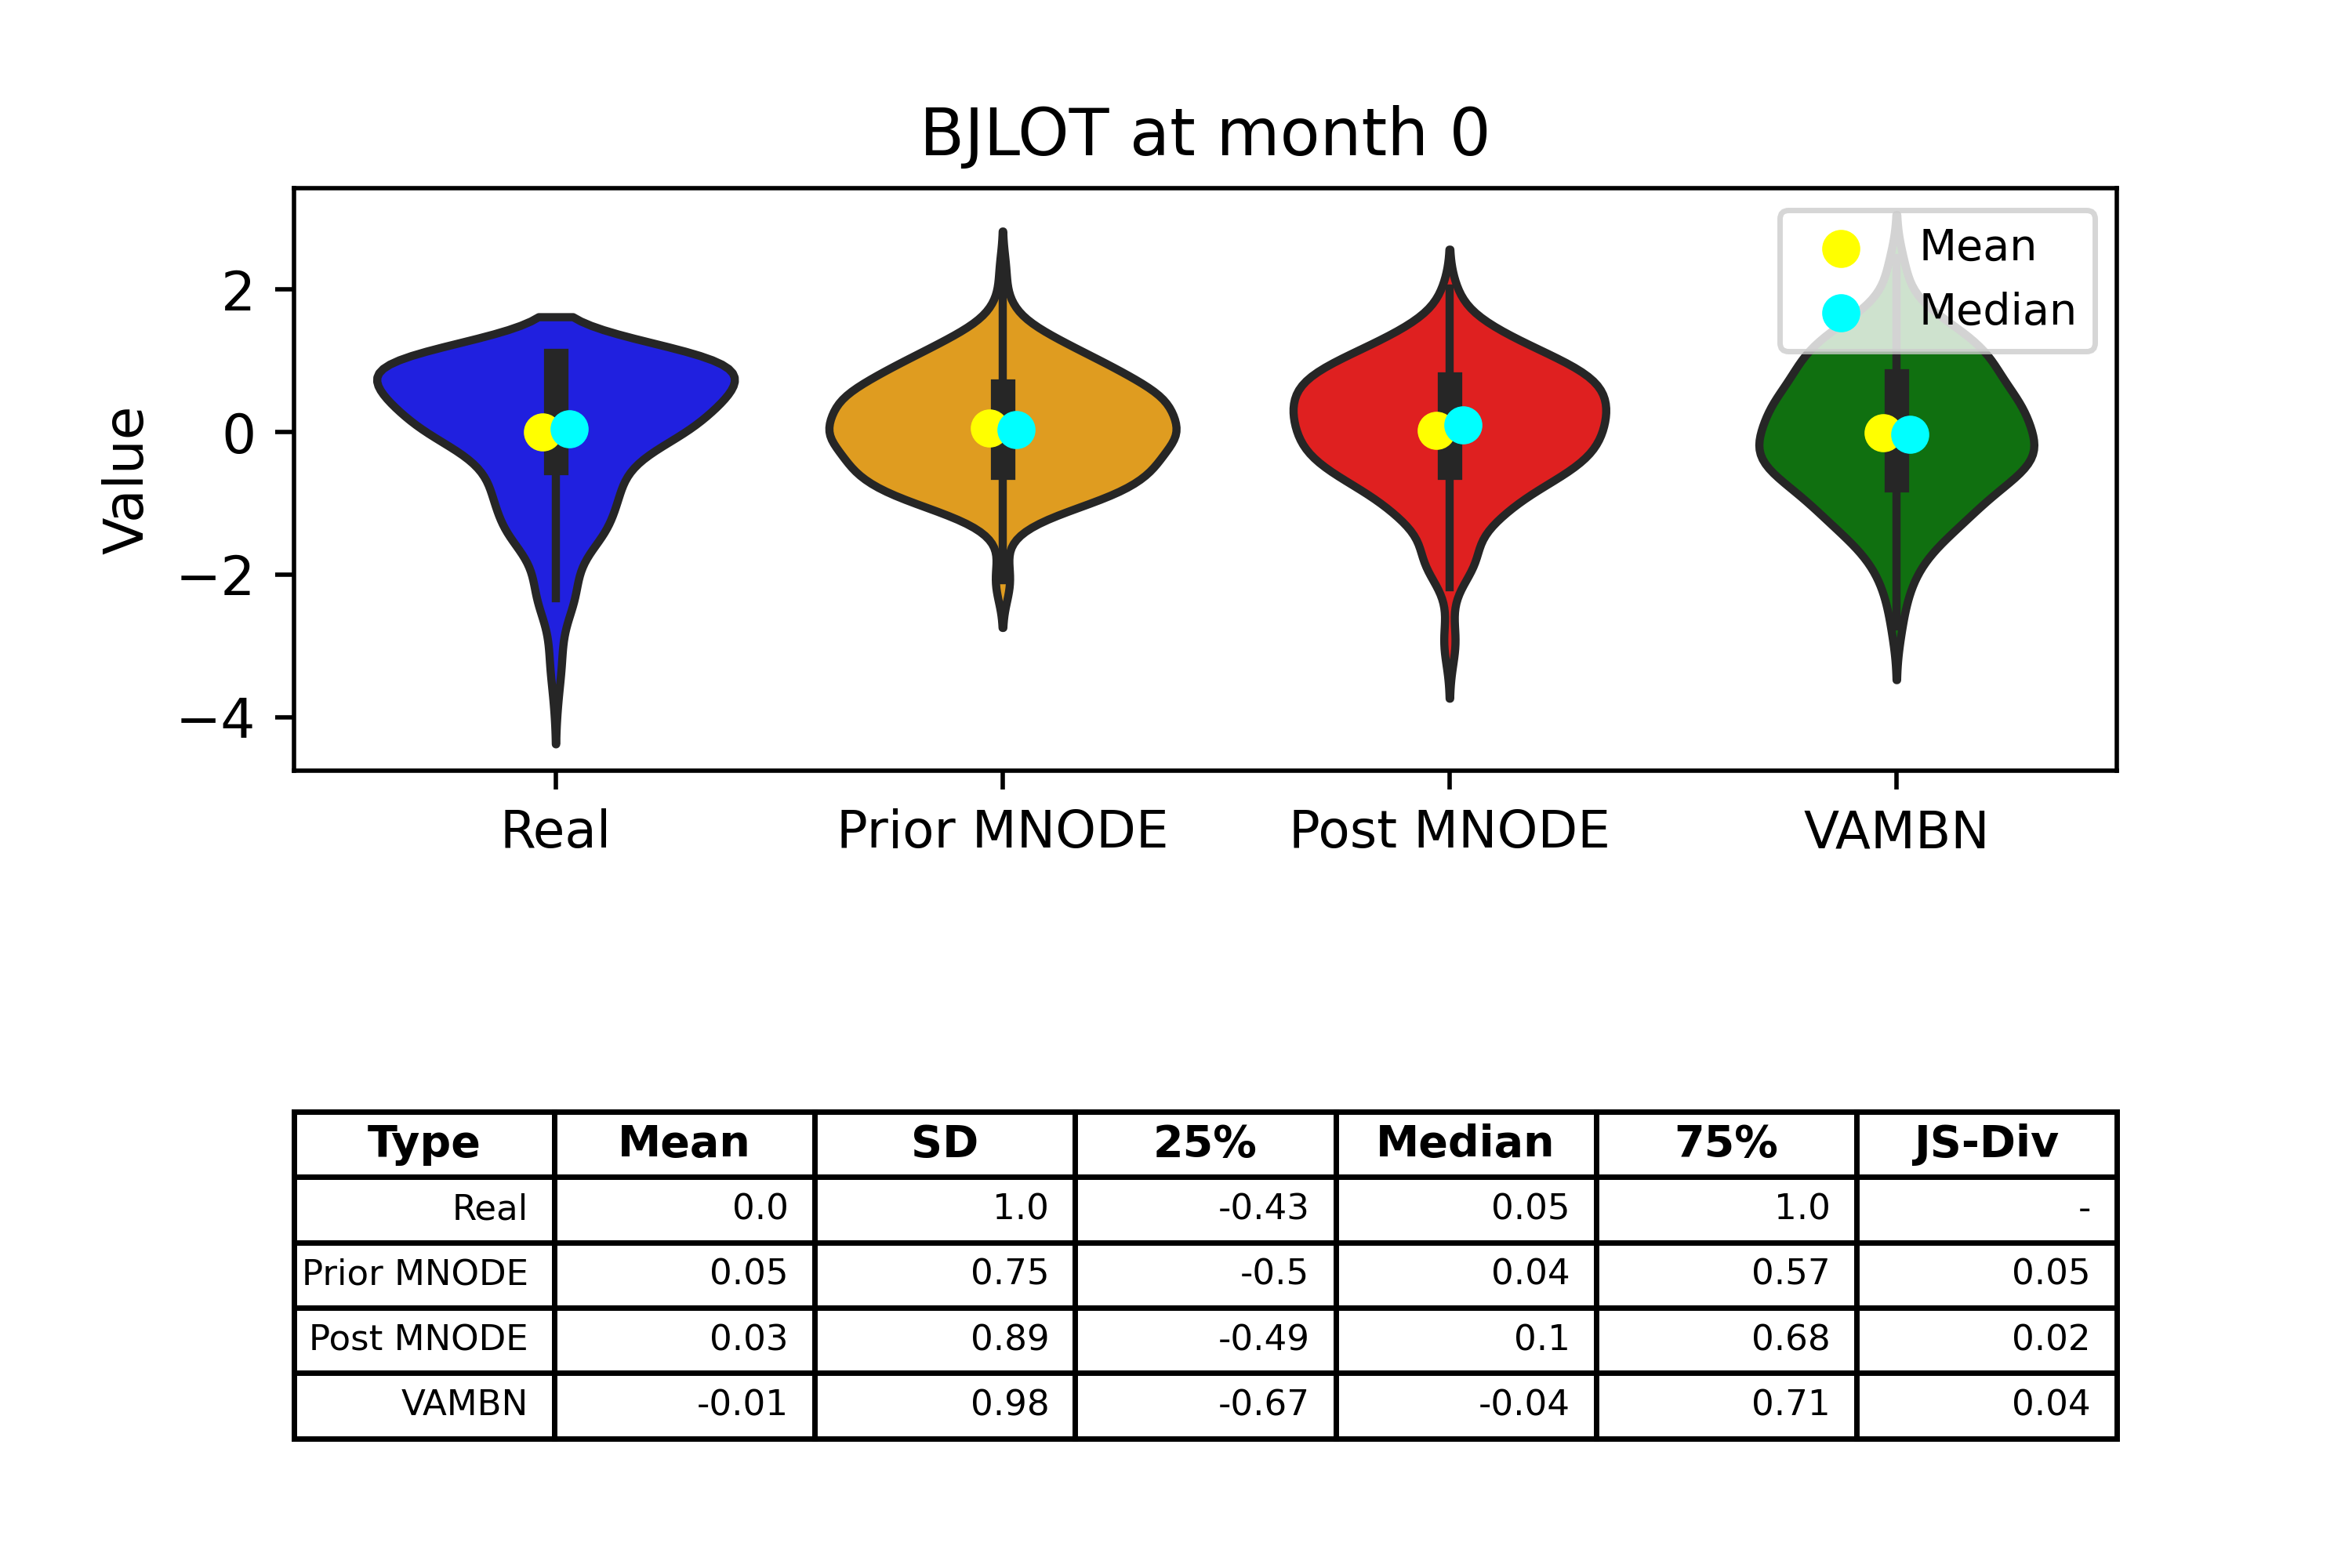 BJLOT at month 0
Mean
Median
Value
2
0
−2
−4
Real Prior MNODE Post MNODE VAMBN
Type Mean SD 25% Median 75% JS-Div
Real 0.0 1.0 -0.43 0.05 1.0 -
Prior MNODE 0.05 0.75 -0.5 0.04 0.57 0.05
Post MNODE 0.03 0.89 -0.49 0.1 0.68 0.02
VAMBN -0.01 0.98 -0.67 -0.04 0.71 0.04